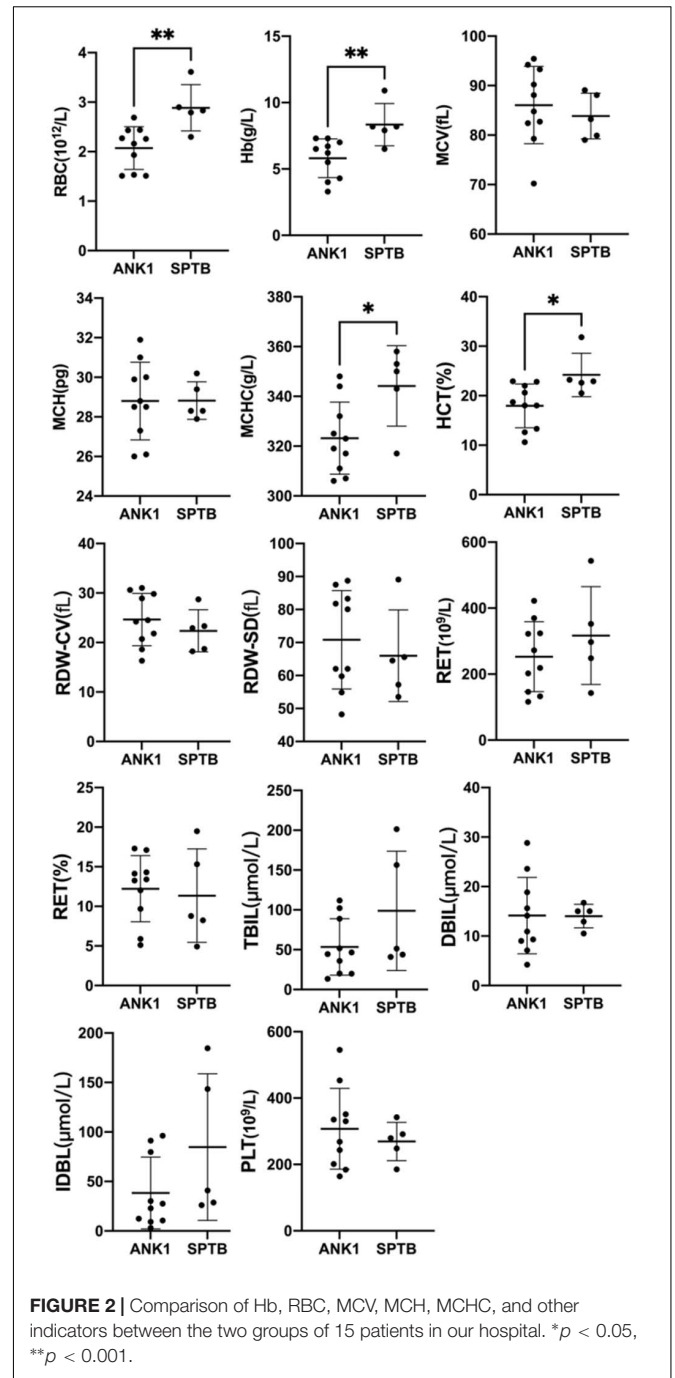 **
**
RBC(10¹²/L)
4
3
2
1
0
ANK1 SPTB
Hb(g/L)
15
10
5
0
ANK1 SPTB
MCV(fL)
100
90
80
70
60
ANK1 SPTB
MCH(pg)
34
32
30
28
26
24
ANK1 SPTB
*
MCHC(g/L)
380
360
340
320
300
ANK1 SPTB
*
HCT(%)
40
30
20
10
0
ANK1 SPTB
RDW-CV(fL)
40
30
20
10
0
ANK1 SPTB
RDW-SD(fL)
100
90
80
70
60
50
40
ANK1 SPTB
RET(10⁹/L)
600
400
200
0
ANK1 SPTB
RET(%)
25
20
15
10
5
0
ANK1 SPTB
TBIL(μmol/L)
250
200
150
100
50
0
ANK1 SPTB
DBIL(μmol/L)
40
30
20
10
0
ANK1 SPTB
IDBL(μmol/L)
200
150
100
50
0
ANK1 SPTB
PLT(10⁹/L)
600
400
200
0
ANK1 SPTB
FIGURE 2 | Comparison of Hb, RBC, MCV, MCH, MCHC, and other
indicators between the two groups of 15 patients in our hospital. *p < 0.05,
**p < 0.001.